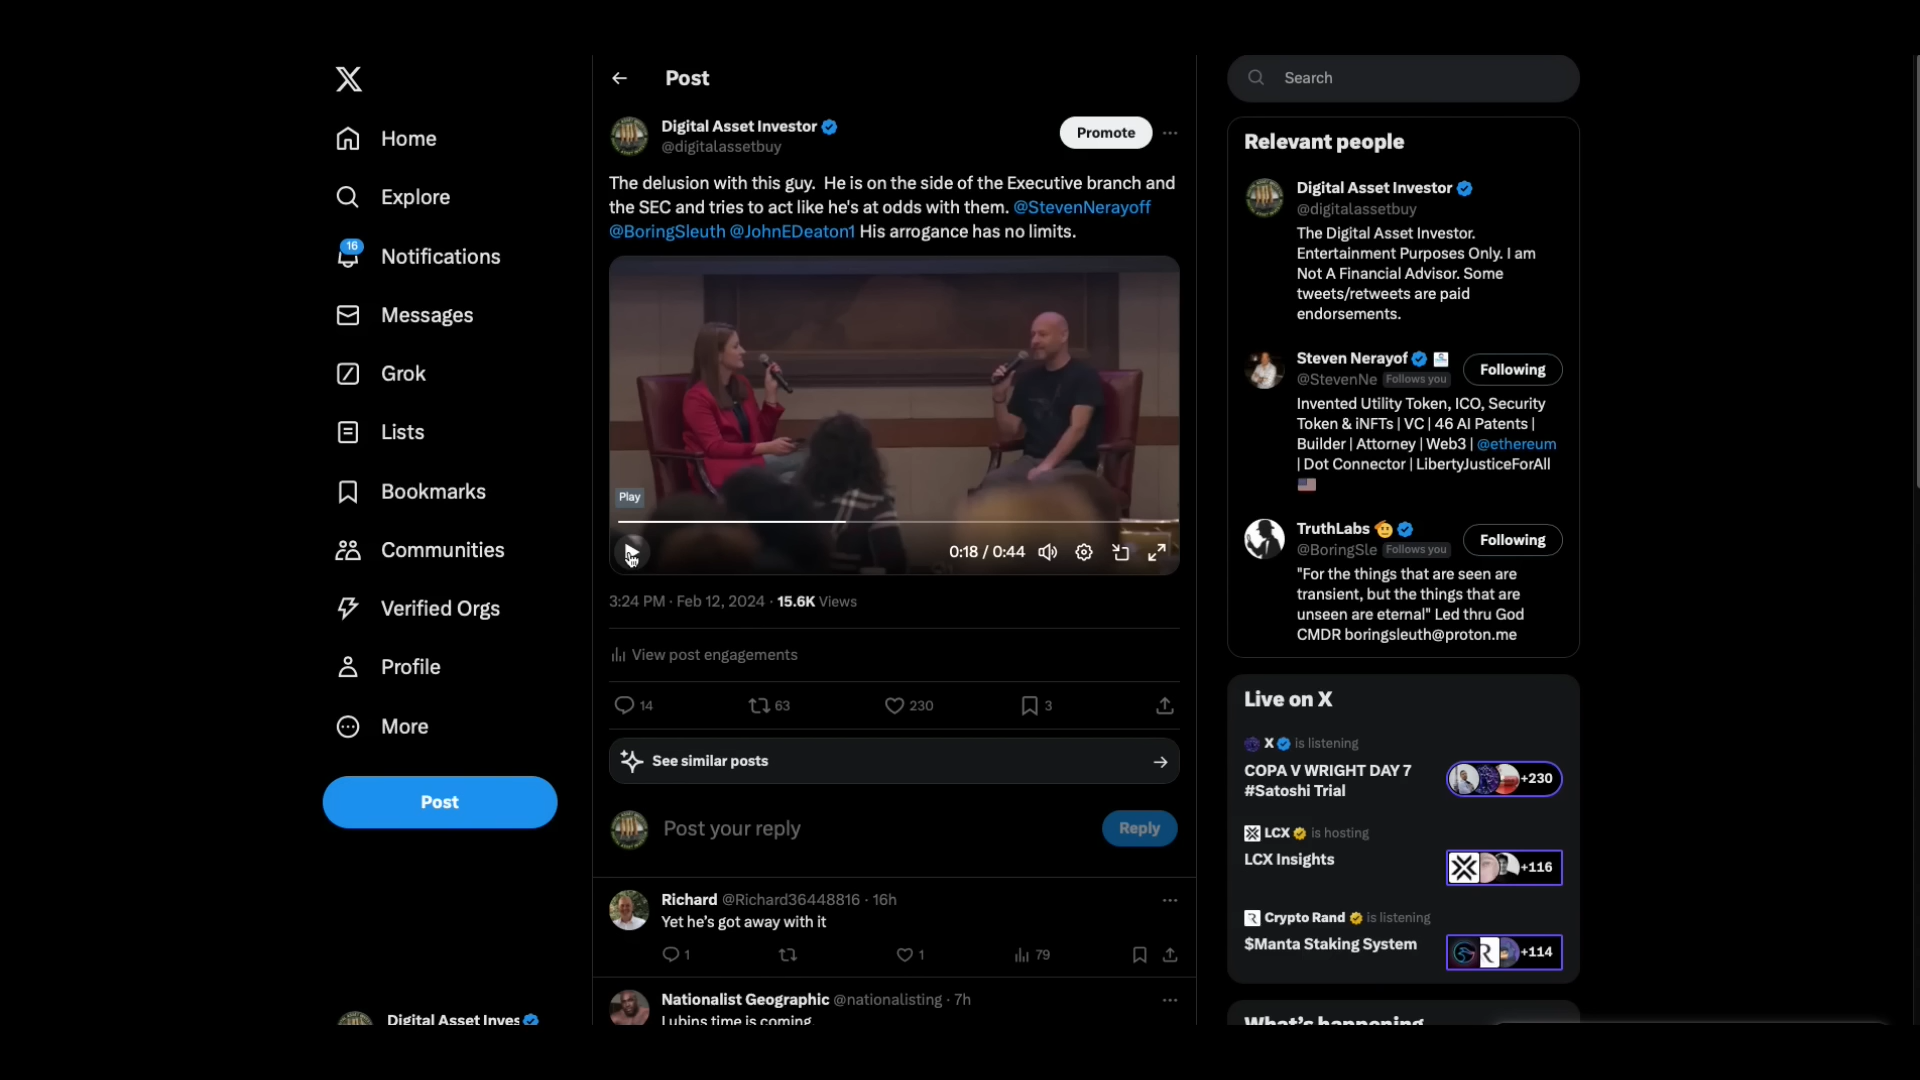 Home
Explore
16
Notifications
Messages
Grok
Lists
Bookmarks
Communities
Verified Orgs
Profile
More
Post
Digital Asset Inves
Post
Digital Asset Investor
@digitalassetbuy
Promote
The delusion with this guy.  He is on the side of the Executive branch and
the SEC and tries to act like he's at odds with them. @StevenNerayoff
@BoringSleuth @JohnEDeaton1 His arrogance has no limits.
Play
0:18 / 0:44
3:24 PM · Feb 12, 2024 · 15.6K Views
View post engagements
14 63 230 3
See similar posts
Post your reply
Reply
Richard @Richard36448816 · 16h
Yet he's got away with it
1 1 79
Nationalist Geographic @nationalisting · 7h
Lubins time is coming.
Search
Relevant people
Digital Asset Investor
@digitalassetbuy
The Digital Asset Investor.
Entertainment Purposes Only. I am
Not A Financial Advisor. Some
tweets/retweets are paid
endorsements.
Steven Nerayof
@StevenNe Follows you
Following
Invented Utility Token, ICO, Security
Token & iNFTs | VC | 46 AI Patents |
Builder | Attorney | Web3 | @ethereum
| Dot Connector | LibertyJusticeForAll
TruthLabs
@BoringSle Follows you
Following
"For the things that are seen are
transient, but the things that are
unseen are eternal" Led thru God
CMDR boringsleuth@proton.me
Live on X
X is listening
COPA V WRIGHT DAY 7
#Satoshi Trial
+230
LCX is hosting
LCX Insights
+116
Crypto Rand is listening
$Manta Staking System
+114
What's happening